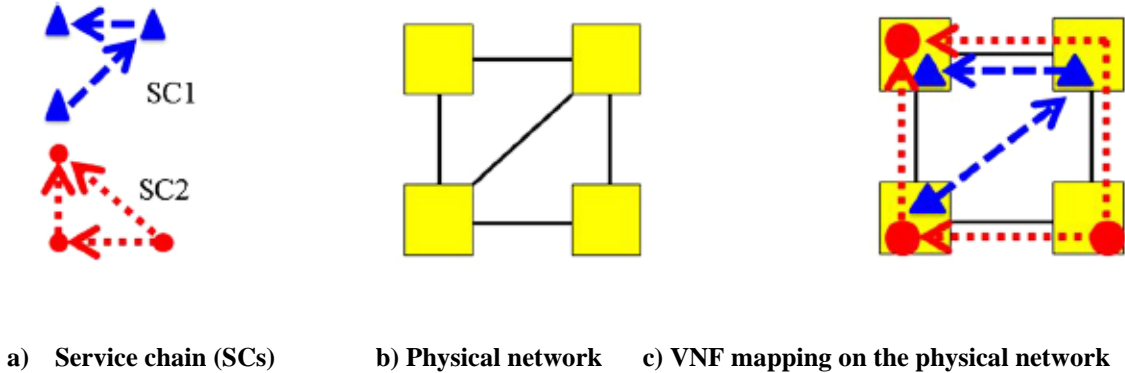 SC1
SC2
a) Service chain (SCs) b) Physical network c) VNF mapping on the physical network